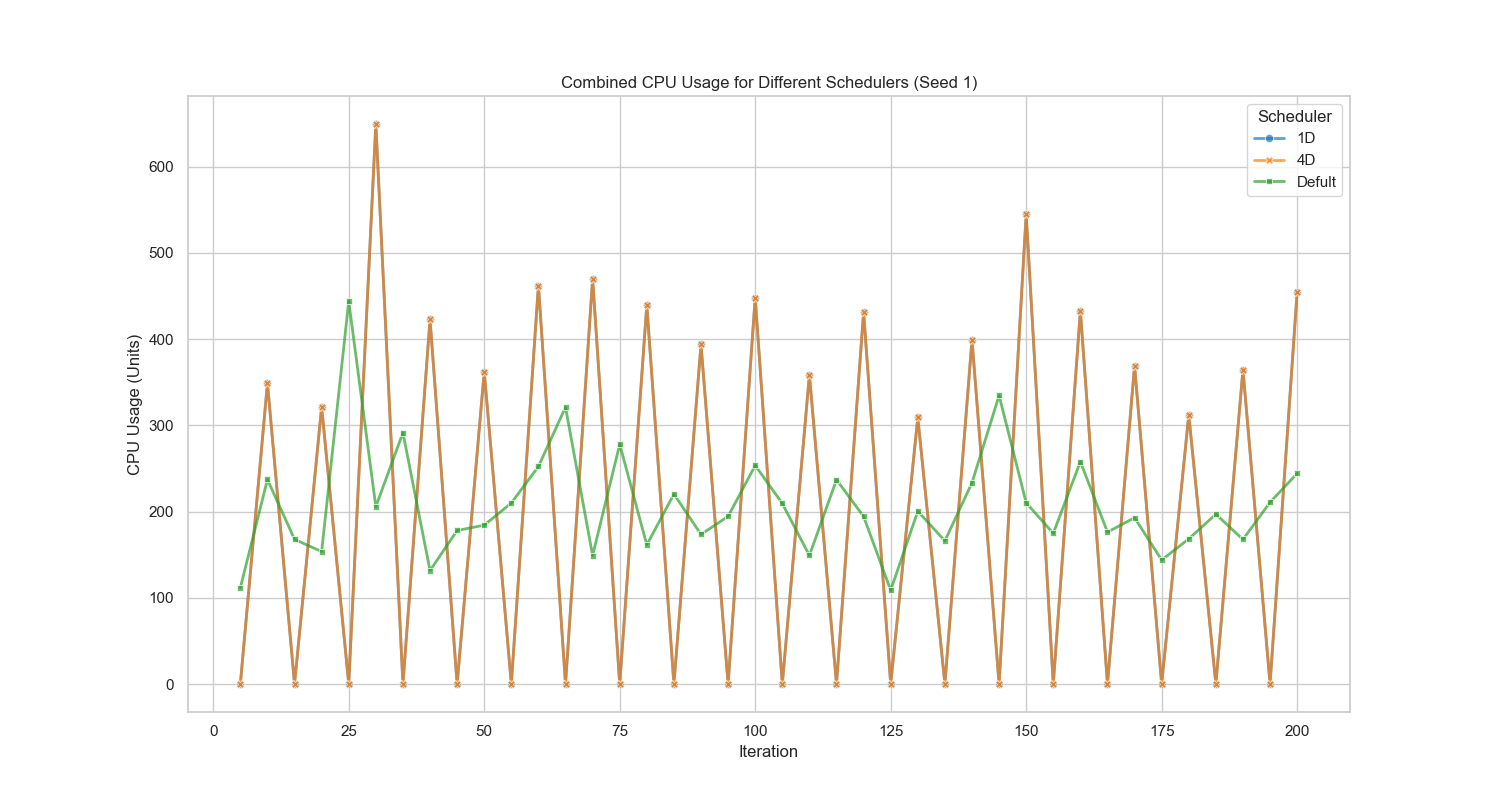 Combined CPU Usage for Different Schedulers (Seed 1)
Scheduler
1D
4D
Defult
CPU Usage (Units)
600
500
400
300
200
100
0
0
25
50
75
100
125
150
175
200
Iteration